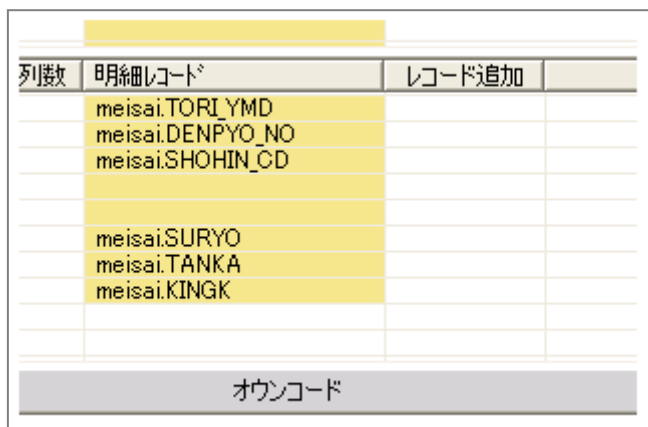 列数 明細ﾚｺｰﾄﾞ レコード追加
meisai.TORI_YMD
meisai.DENPYO_NO
meisai.SHOHIN_CD
meisai.SURYO
meisai.TANKA
meisai.KINGK
オウンコード